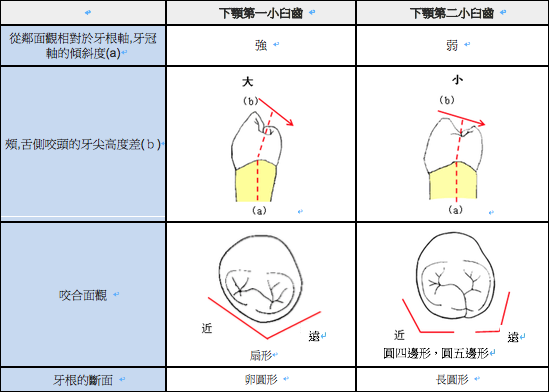 下顎第一小臼齒
下顎第二小臼齒
從鄰面觀相對於牙根軸,牙冠
軸的傾斜度(a)
強
弱
頰,舌側咬頭的牙尖高度差(b)
大
(b)
(a)
小
(b)
(a)
咬合面觀
近
遠
扇形
近
遠
圓四邊形，圓五邊形
牙根的斷面
卵圓形
長圓形